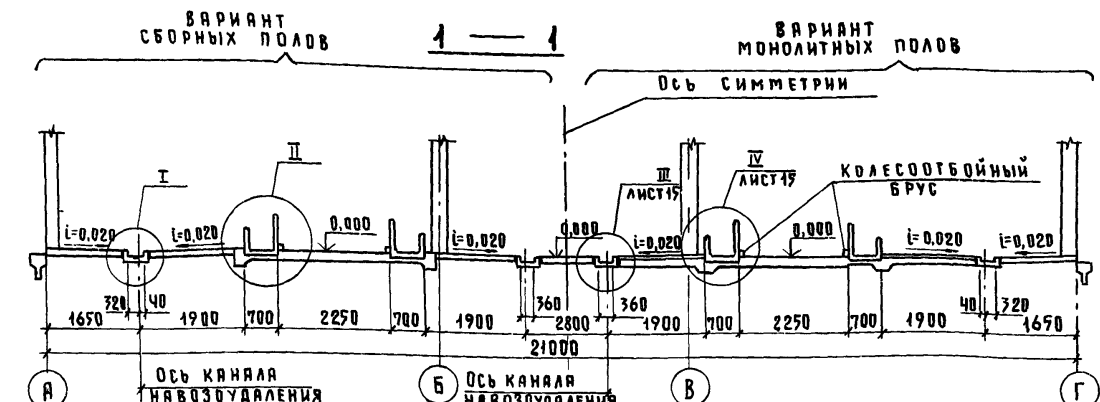 ВАРИАНТ
СБОРНЫХ ПОЛОВ
1 — 1
ВАРИАНТ
МОНОЛИТНЫХ ПОЛОВ
ОСЬ СИММЕТРИИ
I
II
III
ЛИСТ 15
IV
ЛИСТ 15
КОЛЕСООТБОЙНЫЙ
БРУС
i=0,020
i=0,020
0,000
i=0,020
0,000
i=0,020
0,000
i=0,020
i=0,020
320 40
360
360
40 320
1650 1900 700 2250 700 1900 2800 1900 700 2250 700 1900 1650
21000
А
ОСЬ КАНАЛА
НАВОЗОУДАЛЕНИЯ
Б
ОСЬ КАНАЛА
НАВОЗОУДАЛЕНИЯ
В
Г